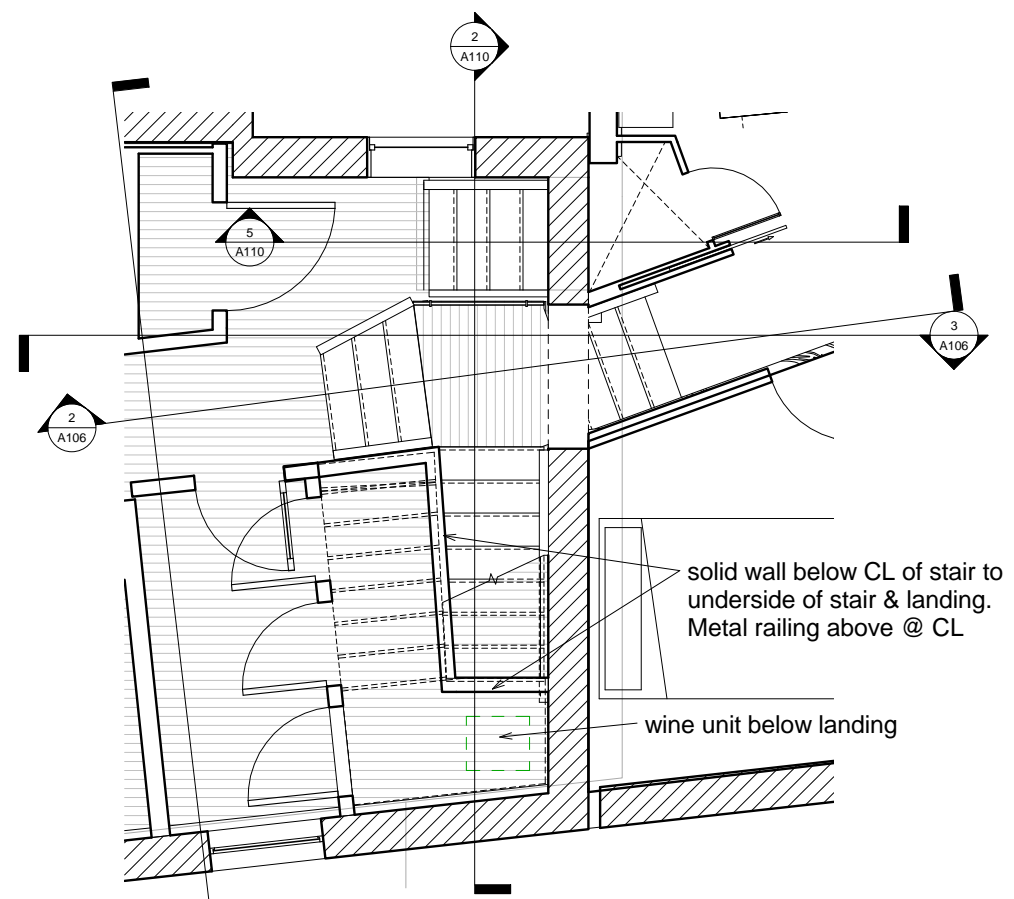 2
A110
5
A110
3
A106
2
A106
solid wall below CL of stair to
underside of stair & landing.
Metal railing above @ CL
wine unit below landing